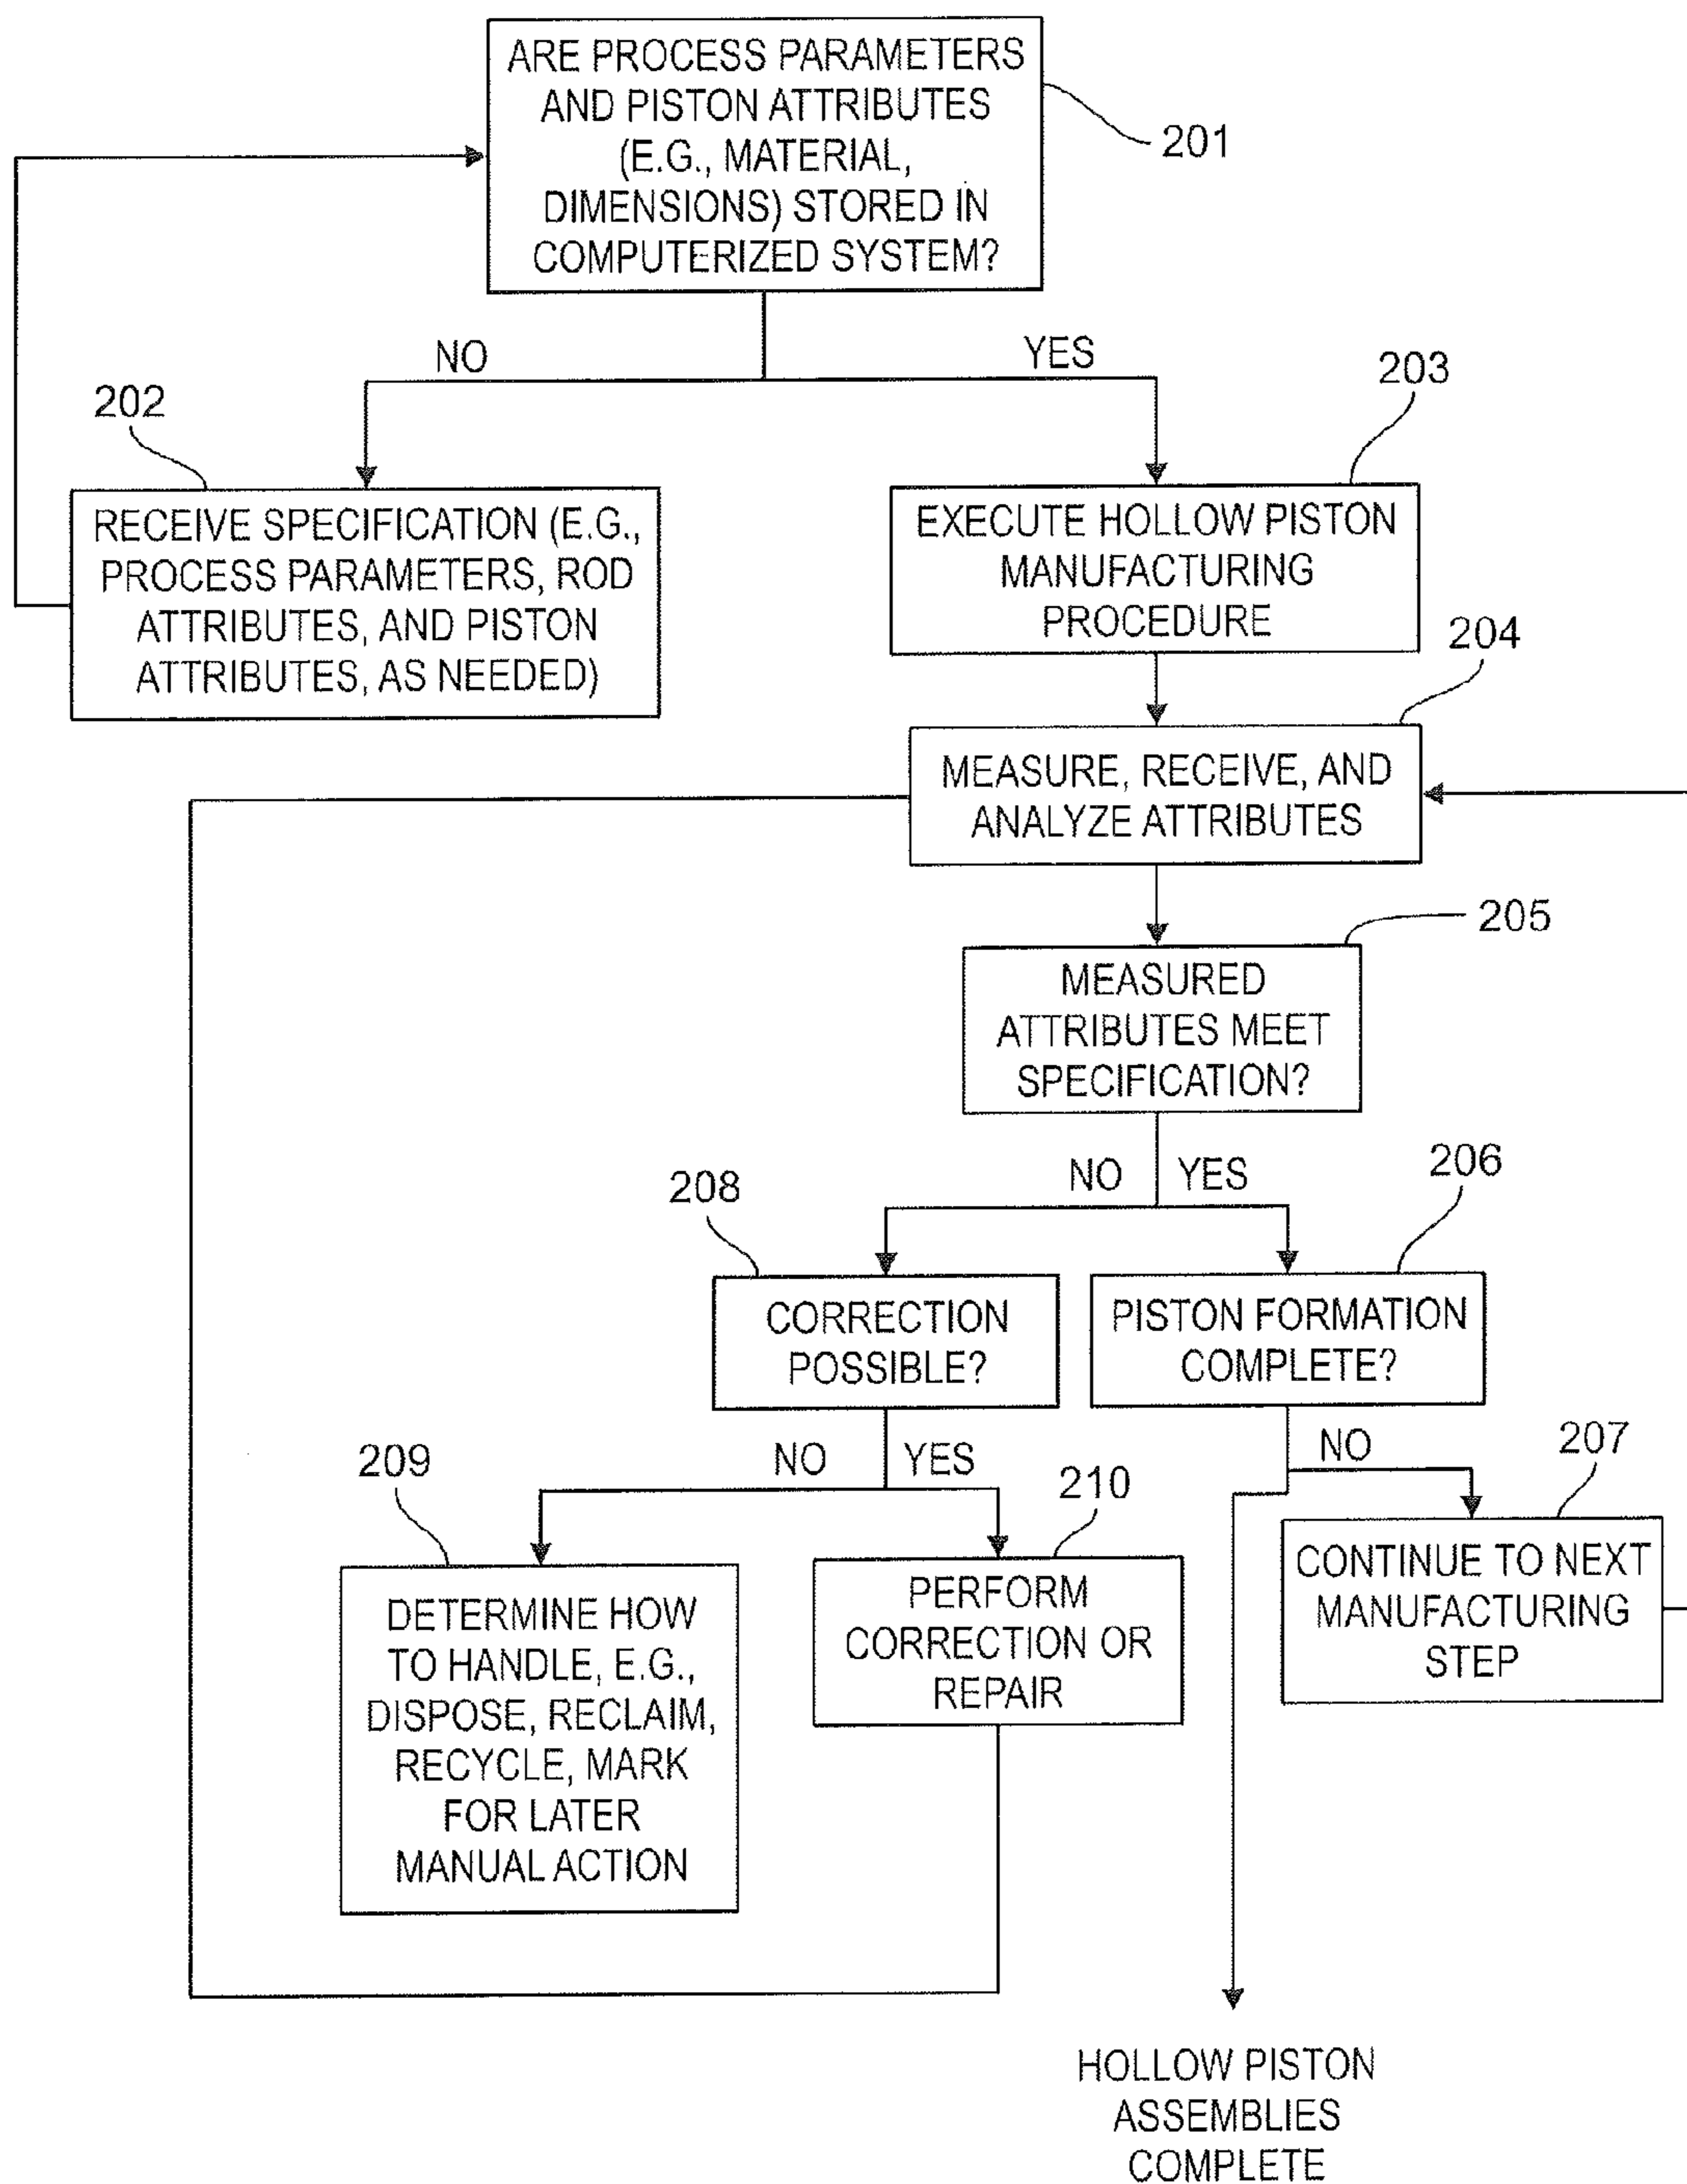 ARE PROCESS PARAMETERS
AND PISTON ATTRIBUTES
(E.G., MATERIAL,
DIMENSIONS) STORED IN
COMPUTERIZED SYSTEM?
201
NO
YES
202
203
RECEIVE SPECIFICATION (E.G.,
PROCESS PARAMETERS, ROD
ATTRIBUTES, AND PISTON
ATTRIBUTES, AS NEEDED)
EXECUTE HOLLOW PISTON
MANUFACTURING
PROCEDURE
204
MEASURE, RECEIVE, AND
ANALYZE ATTRIBUTES
205
MEASURED
ATTRIBUTES MEET
SPECIFICATION?
NO
YES
208
206
CORRECTION
POSSIBLE?
PISTON FORMATION
COMPLETE?
NO
YES
NO
209
210
207
DETERMINE HOW
TO HANDLE, E.G.,
DISPOSE, RECLAIM,
RECYCLE, MARK
FOR LATER
MANUAL ACTION
PERFORM
CORRECTION OR
REPAIR
CONTINUE TO NEXT
MANUFACTURING
STEP
HOLLOW PISTON
ASSEMBLIES
COMPLETE